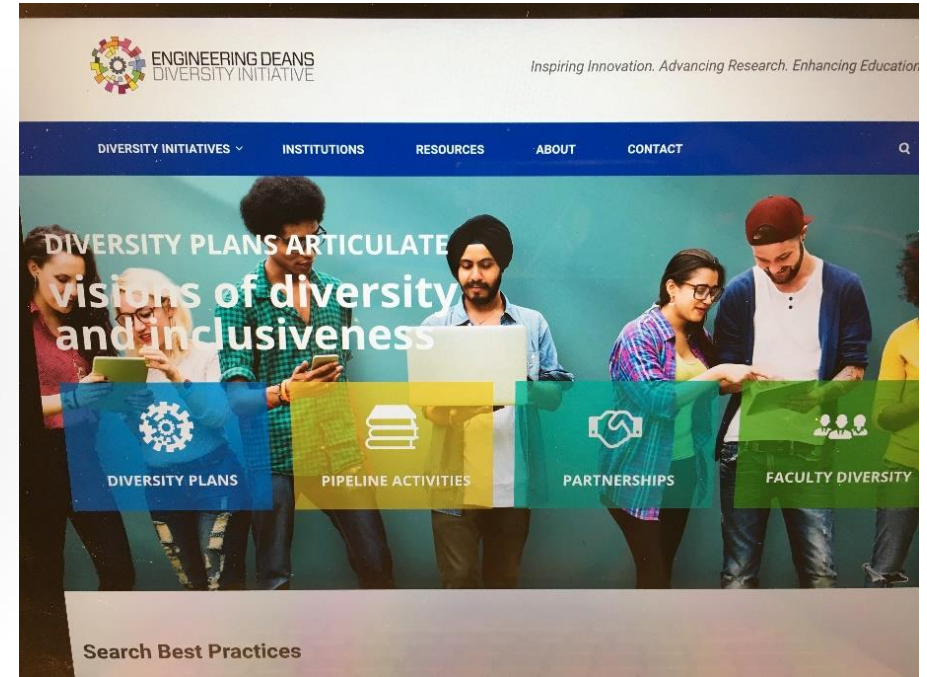 ENGINEERING DEANS
DIVERSITY INITIATIVE
Inspiring Innovation. Advancing Research. Enhancing Education
DIVERSITY INITIATIVES INSTITUTIONS RESOURCES ABOUT CONTACT
DIVERSITY PLANS ARTICULATE
visions of diversity
and inclusiveness
DIVERSITY PLANS
PIPELINE ACTIVITIES
PARTNERSHIPS
FACULTY DIVERSITY
Search Best Practices